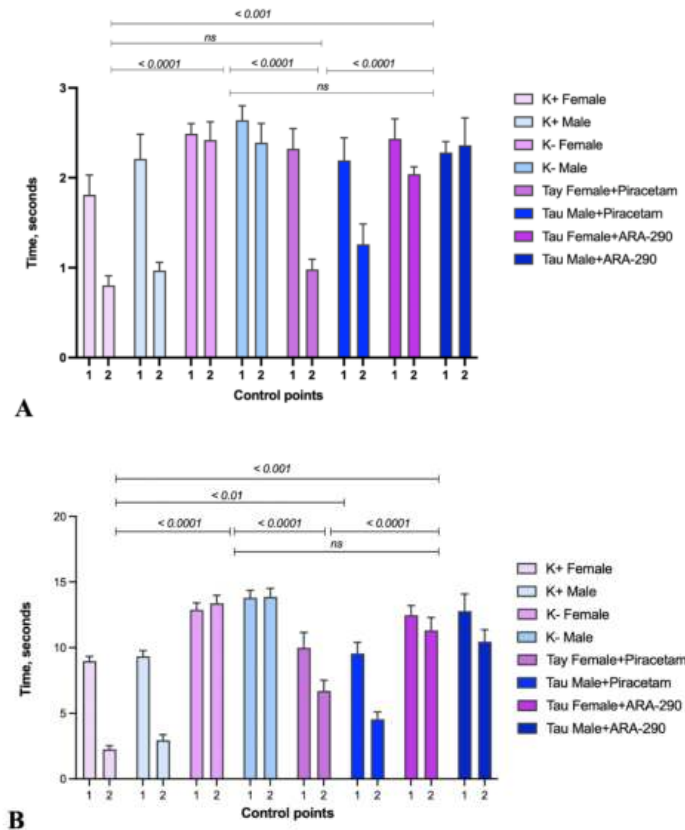 < 0.001
ns
< 0.0001
< 0.0001
< 0.0001
ns
3
2
1
0
Time, seconds
1 2 1 2 1 2 1 2 1 2 1 2 1 2 1 2
Control points
K+ Female
K+ Male
K- Female
K- Male
Tay Female+Piracetam
Tau Male+Piracetam
Tau Female+ARA-290
Tau Male+ARA-290
A
< 0.001
< 0.01
< 0.0001
< 0.0001
< 0.0001
ns
20
15
10
5
0
Time, seconds
1 2 1 2 1 2 1 2 1 2 1 2 1 2 1 2
Control points
K+ Female
K+ Male
K- Female
K- Male
Tay Female+Piracetam
Tau Male+Piracetam
Tau Female+ARA-290
Tau Male+ARA-290
B